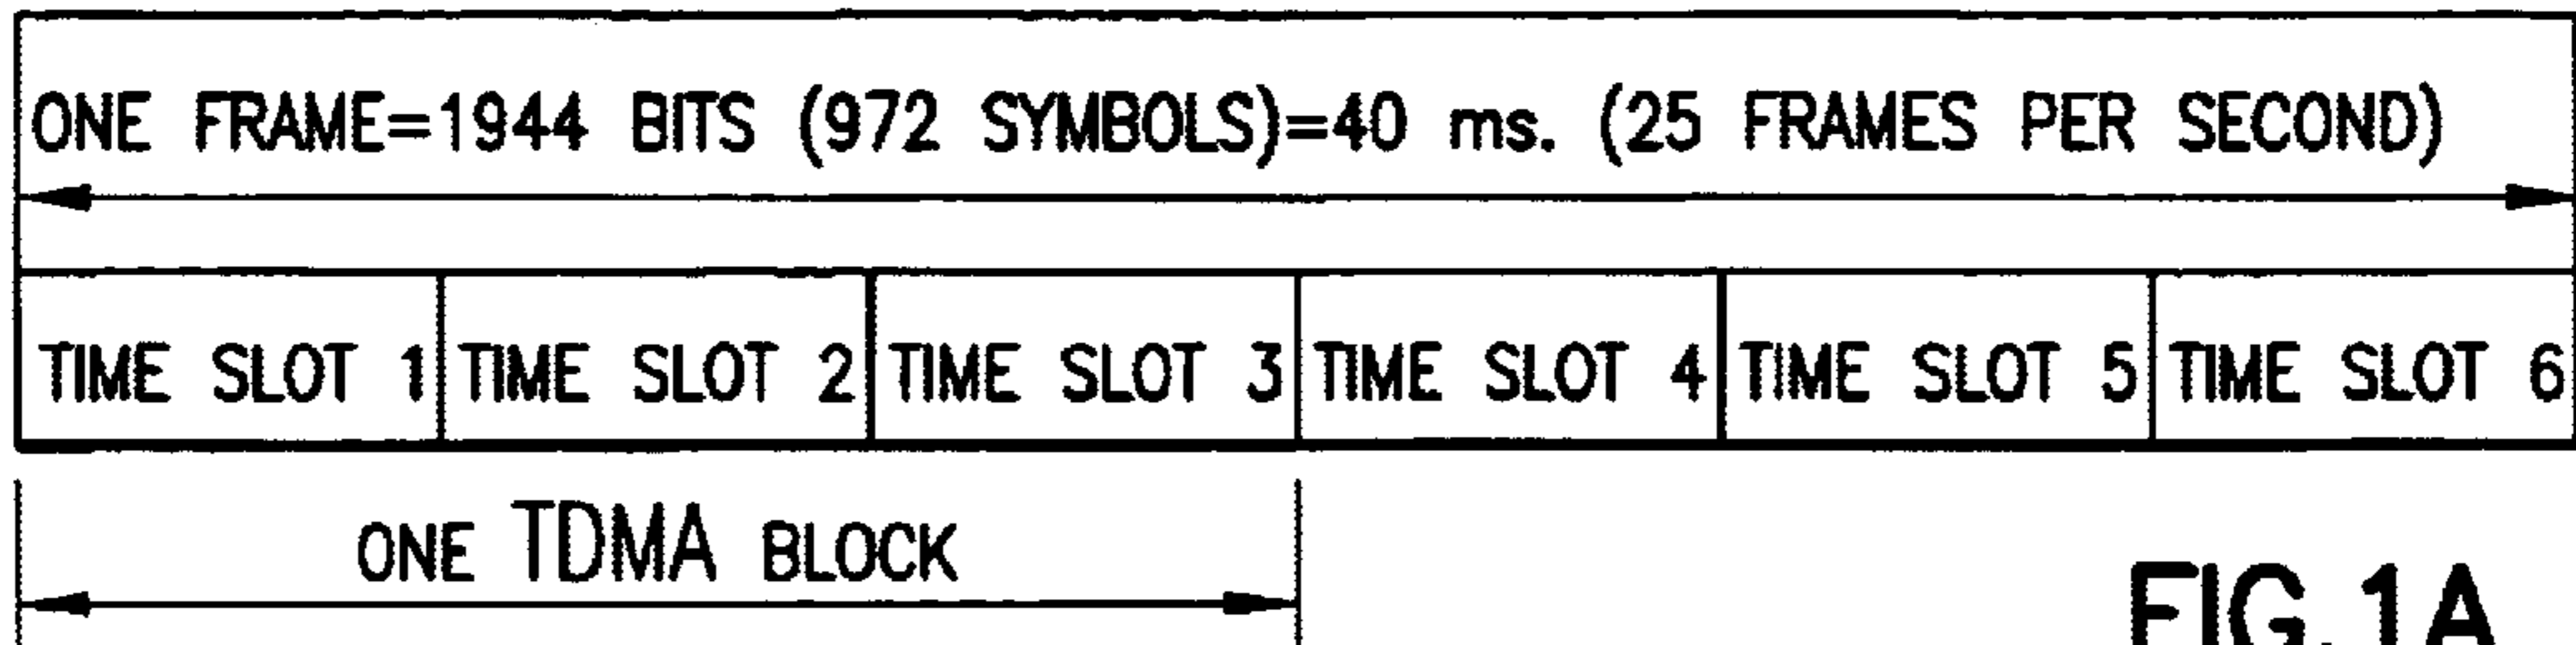 ONE FRAME=1944 BITS (972 SYMBOLS)=40 ms. (25 FRAMES PER SECOND)
TIME SLOT 1 TIME SLOT 2 TIME SLOT 3 TIME SLOT 4 TIME SLOT 5 TIME SLOT 6
ONE TDMA BLOCK
FIG.1A